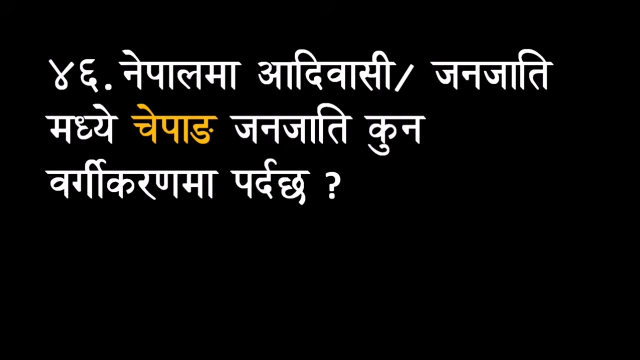 ४६. नेपालमा आदिवासी/ जनजाति
मध्ये चेपाङ जनजाति कुन
वर्गीकरणमा पर्दछ ?